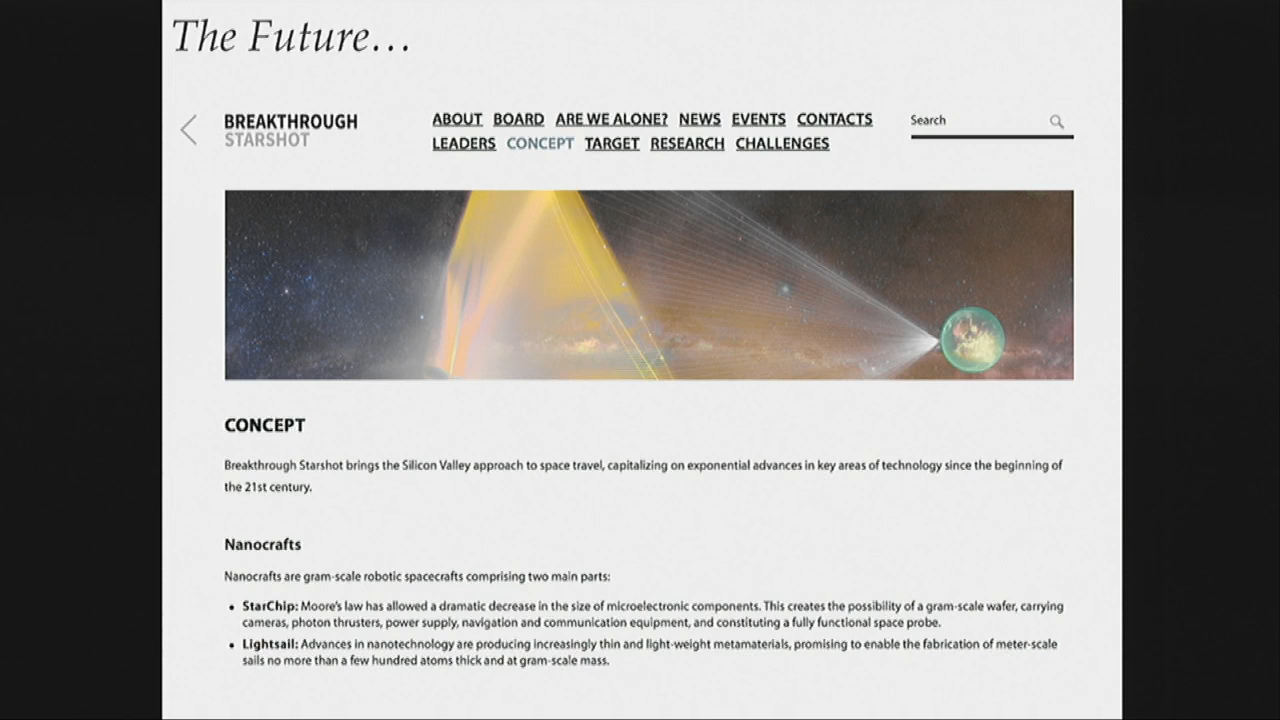 The Future...
BREAKTHROUGH
STARSHOT
ABOUT BOARD ARE WE ALONE? NEWS EVENTS CONTACTS
LEADERS CONCEPT TARGET RESEARCH CHALLENGES
Search
CONCEPT
Breakthrough Starshot brings the Silicon Valley approach to space travel, capitalizing on exponential advances in key areas of technology since the beginning of
the 21st century.
Nanocrafts
Nanocrafts are gram-scale robotic spacecrafts comprising two main parts:
• StarChip: Moore's law has allowed a dramatic decrease in the size of microelectronic components. This creates the possibility of a gram-scale wafer, carrying
cameras, photon thrusters, power supply, navigation and communication equipment, and constituting a fully functional space probe.
• Lightsail: Advances in nanotechnology are producing increasingly thin and light-weight metamaterials, promising to enable the fabrication of meter-scale
sails no more than a few hundred atoms thick and at gram-scale mass.